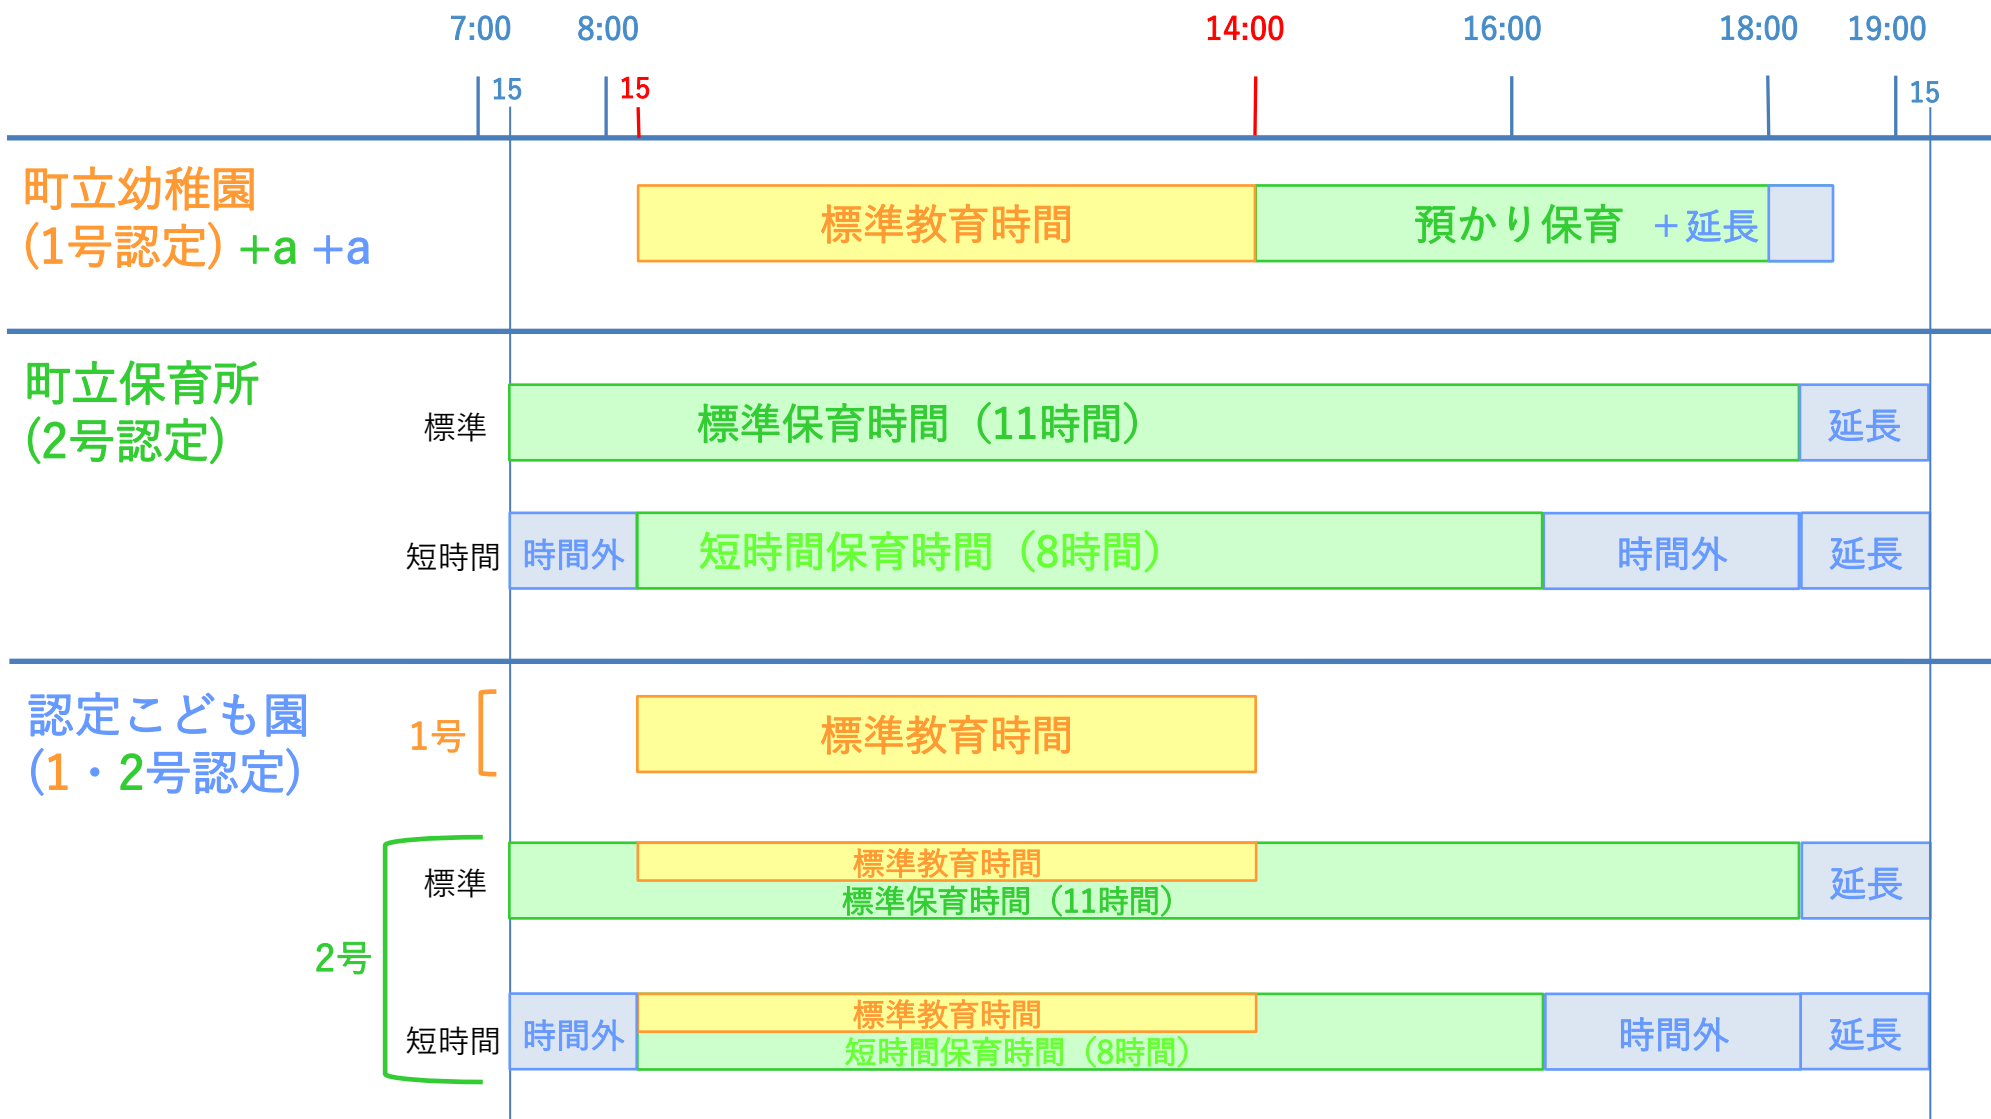 7:00 8:00 14:00 16:00 18:00 19:00
15 15 15
町立幼稚園
(1号認定) +a +a
標準教育時間 預かり保育 +延長
町立保育所
(2号認定)
標準 標準保育時間(11時間) 延長
短時間 時間外 短時間保育時間(8時間) 時間外 延長
認定こども園
(1・2号認定)
1号 標準教育時間
2号
標準 標準教育時間 延長
標準保育時間(11時間)
短時間 時間外 標準教育時間 時間外 延長
短時間保育時間(8時間)